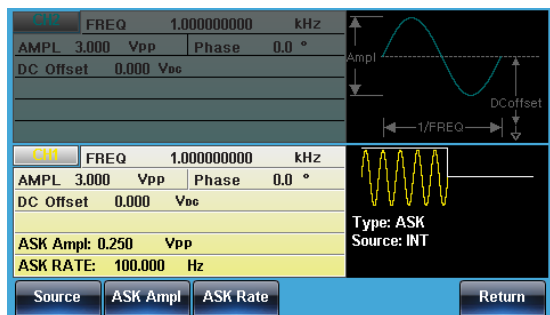 CH2 FREQ 1.000000000 kHz
AMPL 3.000 Vpp Phase 0.0 °
DC Offset 0.000 VDC
Ampl
DCoffset
1/FREQ
CH1 FREQ 1.000000000 kHz
AMPL 3.000 Vpp Phase 0.0 °
DC Offset 0.000 VDC
ASK Ampl: 0.250 Vpp
ASK RATE: 100.000 Hz
Type: ASK
Source: INT
Source ASK Ampl ASK Rate Return